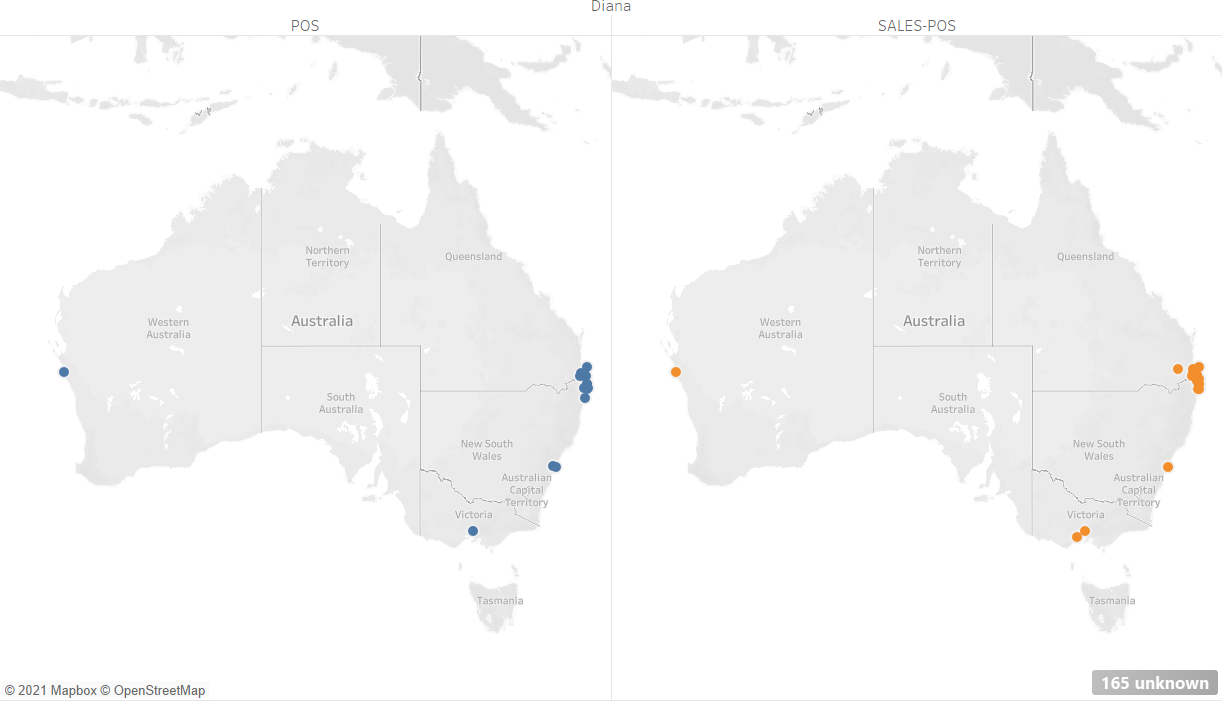 Diana
POS
SALES-POS
Northern
Territory
Queensland
Western
Australia
Australia
South
Australia
New South
Wales
Australian
Capital
Territory
Victoria
Tasmania
© 2021 Mapbox © OpenStreetMap
Northern
Territory
Queensland
Western
Australia
Australia
South
Australia
New South
Wales
Australian
Capital
Territory
Victoria
Tasmania
165 unknown